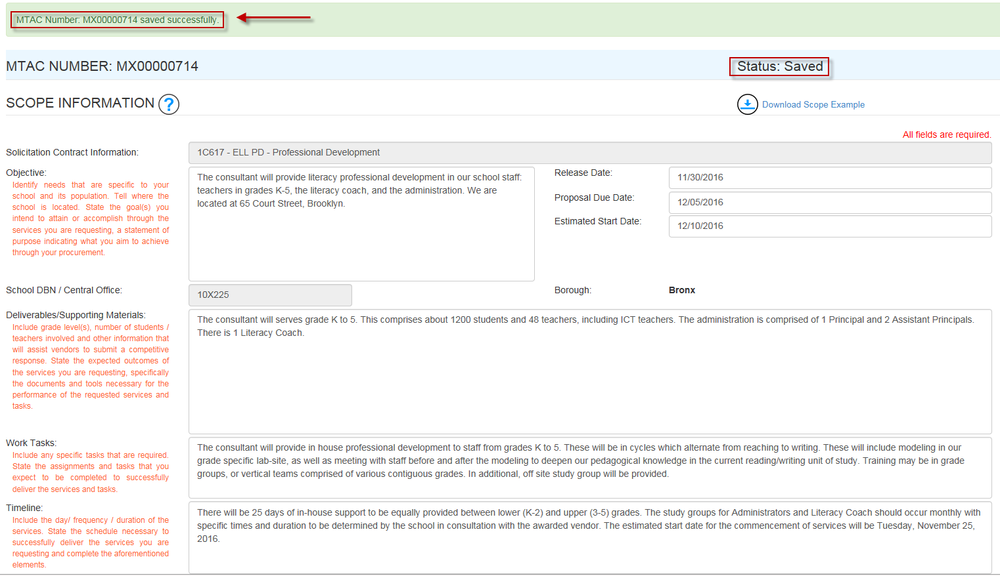 MTAC Number: MX00000714 saved successfully.
MTAC NUMBER: MX00000714
Status: Saved
SCOPE INFORMATION ?
Download Scope Example
All fields are required.
Solicitation Contract Information:
1C617 - ELL PD - Professional Development
Objective:
Identify needs that are specific to your
school and its population. Tell where the
school is located. State the goal(s) you
intend to attain or accomplish through the
services you are requesting, a statement of
purpose indicating what you aim to achieve
through your procurement.
The consultant will provide literacy professional development in our school staff:
teachers in grades K-5, the literacy coach, and the administration. We are
located at 65 Court Street, Brooklyn.
Release Date:
11/30/2016
Proposal Due Date:
12/05/2016
Estimated Start Date:
12/10/2016
School DBN / Central Office:
10X225
Borough:
Bronx
Deliverables/Supporting Materials:
Include grade level(s), number of students /
teachers involved and other information that
will assist vendors to submit a competitive
response. State the expected outcomes of
the services you are requesting, specifically
the documents and tools necessary for the
performance of the requested services and
tasks.
The consultant will serves grade K to 5. This comprises about 1200 students and 48 teachers, including ICT teachers. The administration is comprised of 1 Principal and 2 Assistant Principals.
There is 1 Literacy Coach.
Work Tasks:
Include any specific tasks that are required.
State the assignments and tasks that you
expect to be completed to successfully
deliver the services and tasks.
The consultant will provide in house professional development to staff from grades K to 5. These will be in cycles which alternate from reaching to writing. These will include modeling in our
grade specific lab-site, as well as meeting with staff before and after the modeling to deepen our pedagogical knowledge in the current reading/writing unit of study. Training may be in grade
groups, or vertical teams comprised of various contiguous grades. In additional, off site study group will be provided.
Timeline:
Include the day/ frequency / duration of the
services. State the schedule necessary to
successfully deliver the services you are
requesting and complete the aforementioned
elements.
There will be 25 days of in-house support to be equally provided between lower (K-2) and upper (3-5) grades. The study groups for Administrators and Literacy Coach should occur monthly with
specific times and duration to be determined by the school in consultation with the awarded vendor. The estimated start date for the commencement of services will be Tuesday, November 25,
2016.